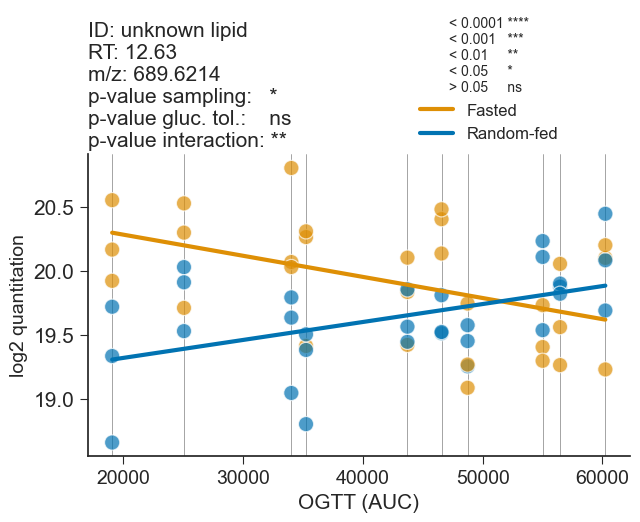 ID: unknown lipid
RT: 12.63
m/z: 689.6214
p-value sampling: *
p-value gluc. tol.: ns
p-value interaction: **
< 0.0001 ****
< 0.001 ***
< 0.01 **
< 0.05 *
> 0.05 ns
Fasted
Random-fed
log2 quantitation
20.5
20.0
19.5
19.0
20000 30000 40000 50000 60000
OGTT (AUC)